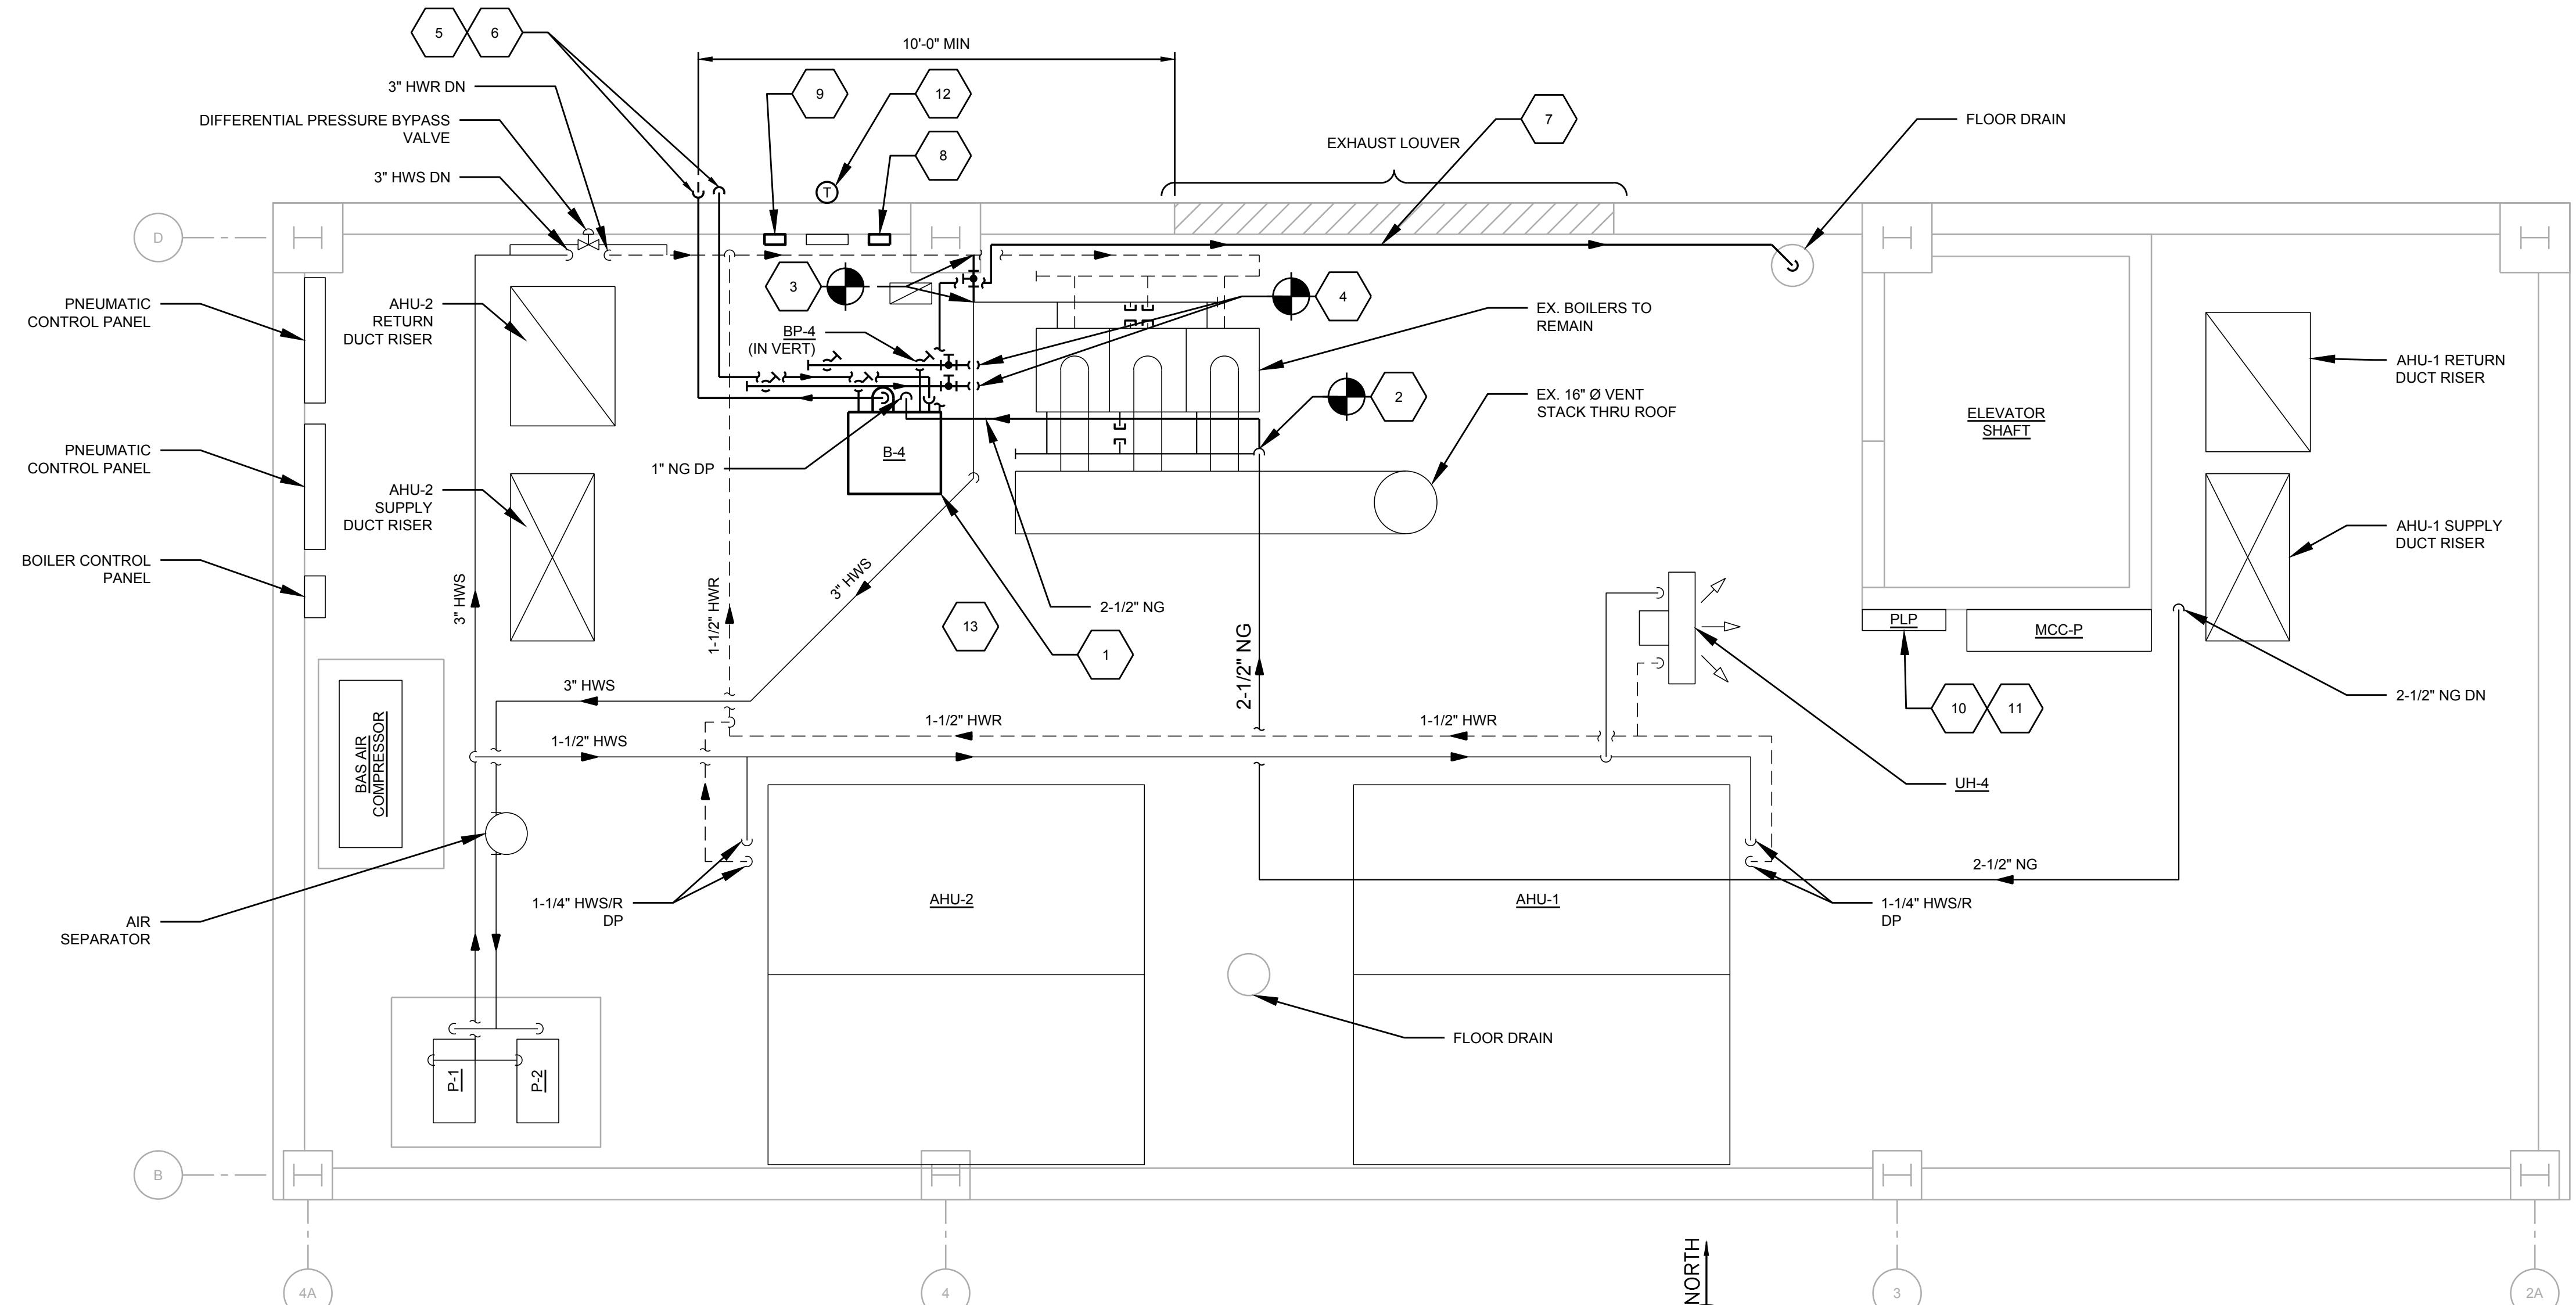 5
6
10'-0" MIN
3" HWR DN
9
12
7
DIFFERENTIAL PRESSURE BYPASS
VALVE
FLOOR DRAIN
EXHAUST LOUVER
8
3" HWS DN
T
D
3
4
PNEUMATIC
CONTROL PANEL
AHU-2
RETURN
DUCT RISER
BP-4
(IN VERT)
EX. BOILERS TO
REMAIN
AHU-1 RETURN
DUCT RISER
2
EX. 16" Ø VENT
STACK THRU ROOF
ELEVATOR
SHAFT
PNEUMATIC
CONTROL PANEL
B-4
1" NG DP
AHU-2
SUPPLY
DUCT RISER
AHU-1 SUPPLY
DUCT RISER
BOILER CONTROL
PANEL
3" HWS
3" HWS
1-1/2" HWR
2-1/2" NG
13
1
2-1/2" NG
PLP
MCC-P
3" HWS
10
11
2-1/2" NG DN
1-1/2" HWR
1-1/2" HWR
1-1/2" HWS
BAS AIR
COMPRESSOR
UH-4
2-1/2" NG
AIR
SEPARATOR
1-1/4" HWS/R
DP
AHU-2
AHU-1
1-1/4" HWS/R
DP
FLOOR DRAIN
P-1
P-2
B
NORTH
4A
4
3
2A